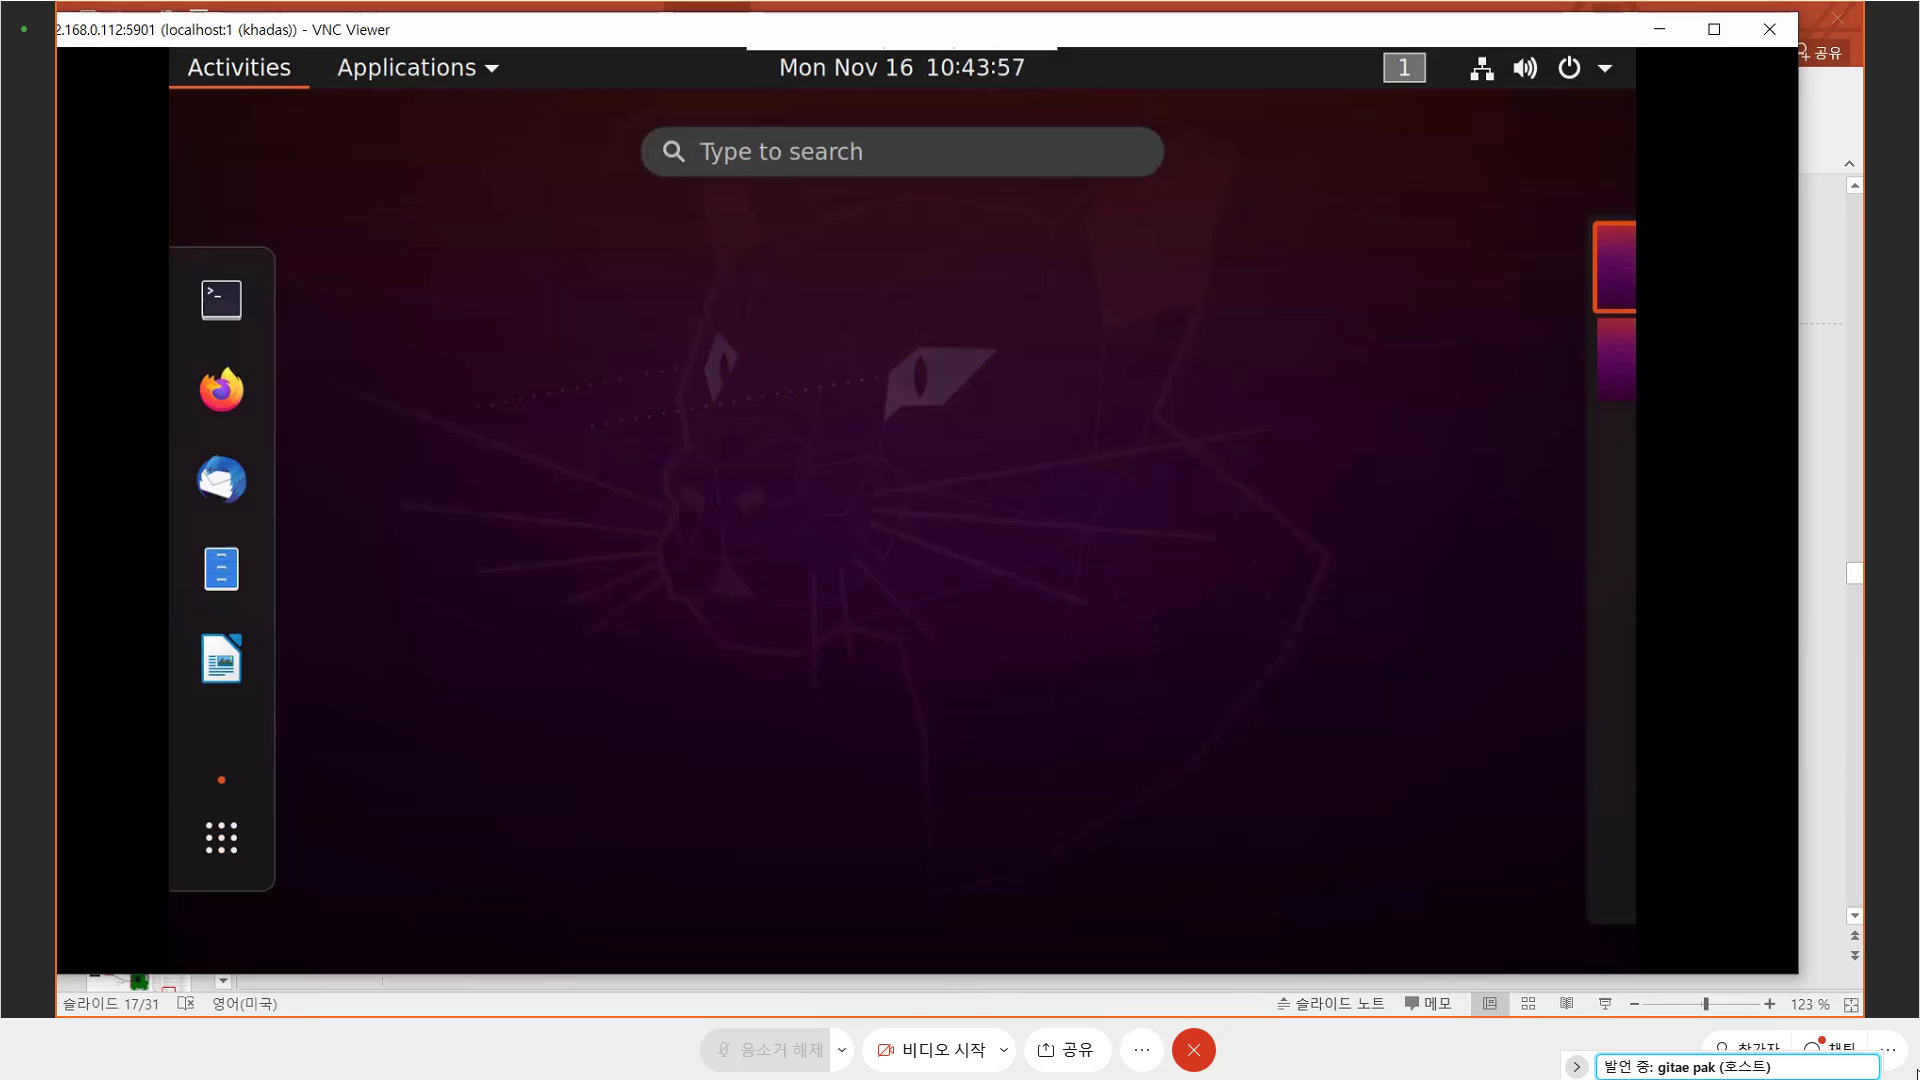 2.168.0.112:5901 (localhost:1 (khadas)) - VNC Viewer
공유
Activities
Applications
Mon Nov 16 10:43:57
1
Type to search
슬라이드 17/31
영어(미국)
슬라이드 노트
메모
123 %
음소거 해제
비디오 시작
공유
발언 중: gitae pak (호스트)